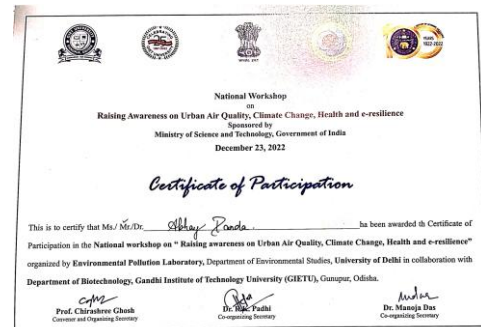 YEARS
1922-2022
National Workshop
on
Raising Awareness on Urban Air Quality, Climate Change, Health and e-resilience
Sponsored by
Ministry of Science and Technology, Government of India
December 23, 2022
Certificate of Participation
This is to certify that Ms./ Mr./Dr. Abhay Panda. ha been awarded th Certificate of
Participation in the National workshop on “ Raising awareness on Urban Air Quality, Climate Change, Health and e-resilience”
organized by Environmental Pollution Laboratory, Department of Environmental Studies, University of Delhi in collaboration with
Department of Biotechnology, Gandhi Institute of Technology University (GIETU), Gunupur, Odisha.
Prof. Chirashree Ghosh
Convener and Organizing Secretary
Padhi
Co-organizing Secretary
Dr. Manoja Das
Co-organizing Secretary